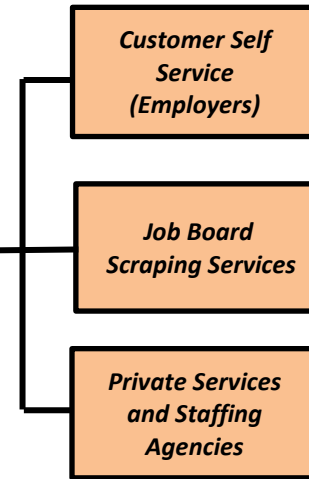 Customer Self
Service
(Employers)
Job Board
Scraping Services
Private Services
and Staffing
Agencies